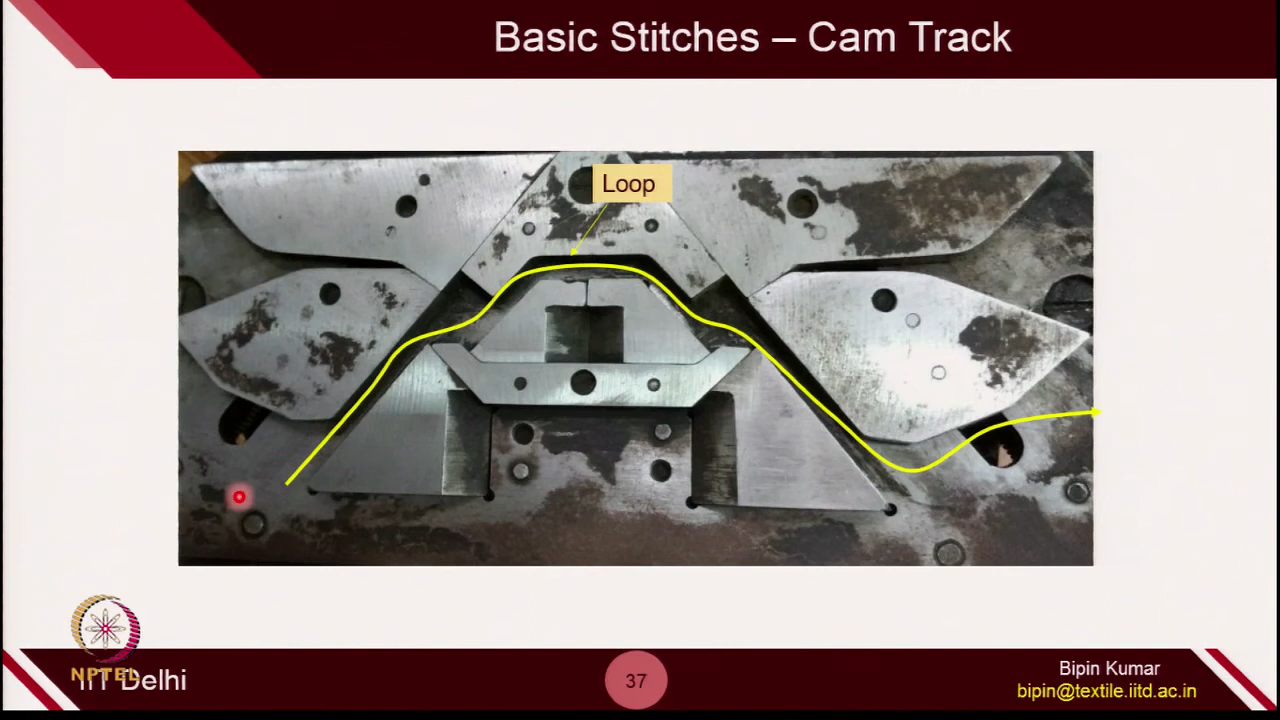 Basic Stitches – Cam Track
Loop
NPTEL
IIT Delhi
37
Bipin Kumar
bipin@textile.iitd.ac.in